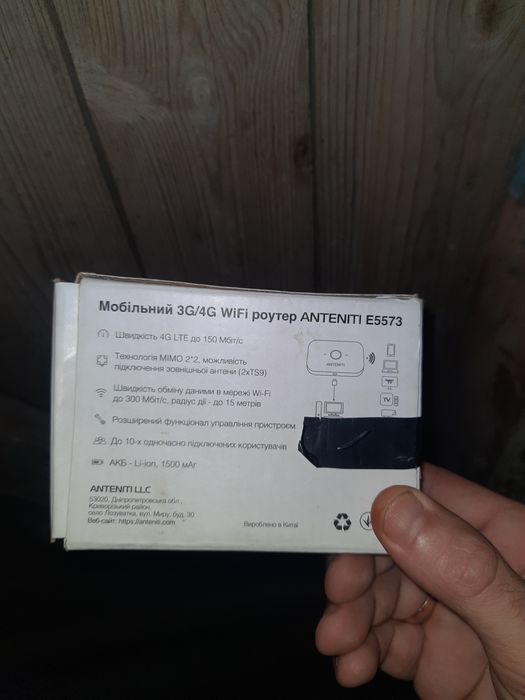 Мобільний 3G/4G WiFi роутер ANTENITI E5573
Швидкість 4G LTE до 150 Мбіт/с
Технологія MIMO 2*2, можливість
підключення зовнішньої антени (2xTS9)
Швидкість обміну даними в мережі Wi-Fi
до 300 Мбит/с, радіус дії - до 15 метрів
Розширений функціонал управління пристроєм
До 10-х одночасно підключених користувачів
АКБ - Li-ion, 1500 мАг
ANTENITI
TV
ANTENITI LLC
53020, Дніпропетровська обл.,
Криворізький район,
село Лозуватка, вул. Миру, буд. 30
Веб-сайт: https://anteniti.com
Вироблено в Китаї